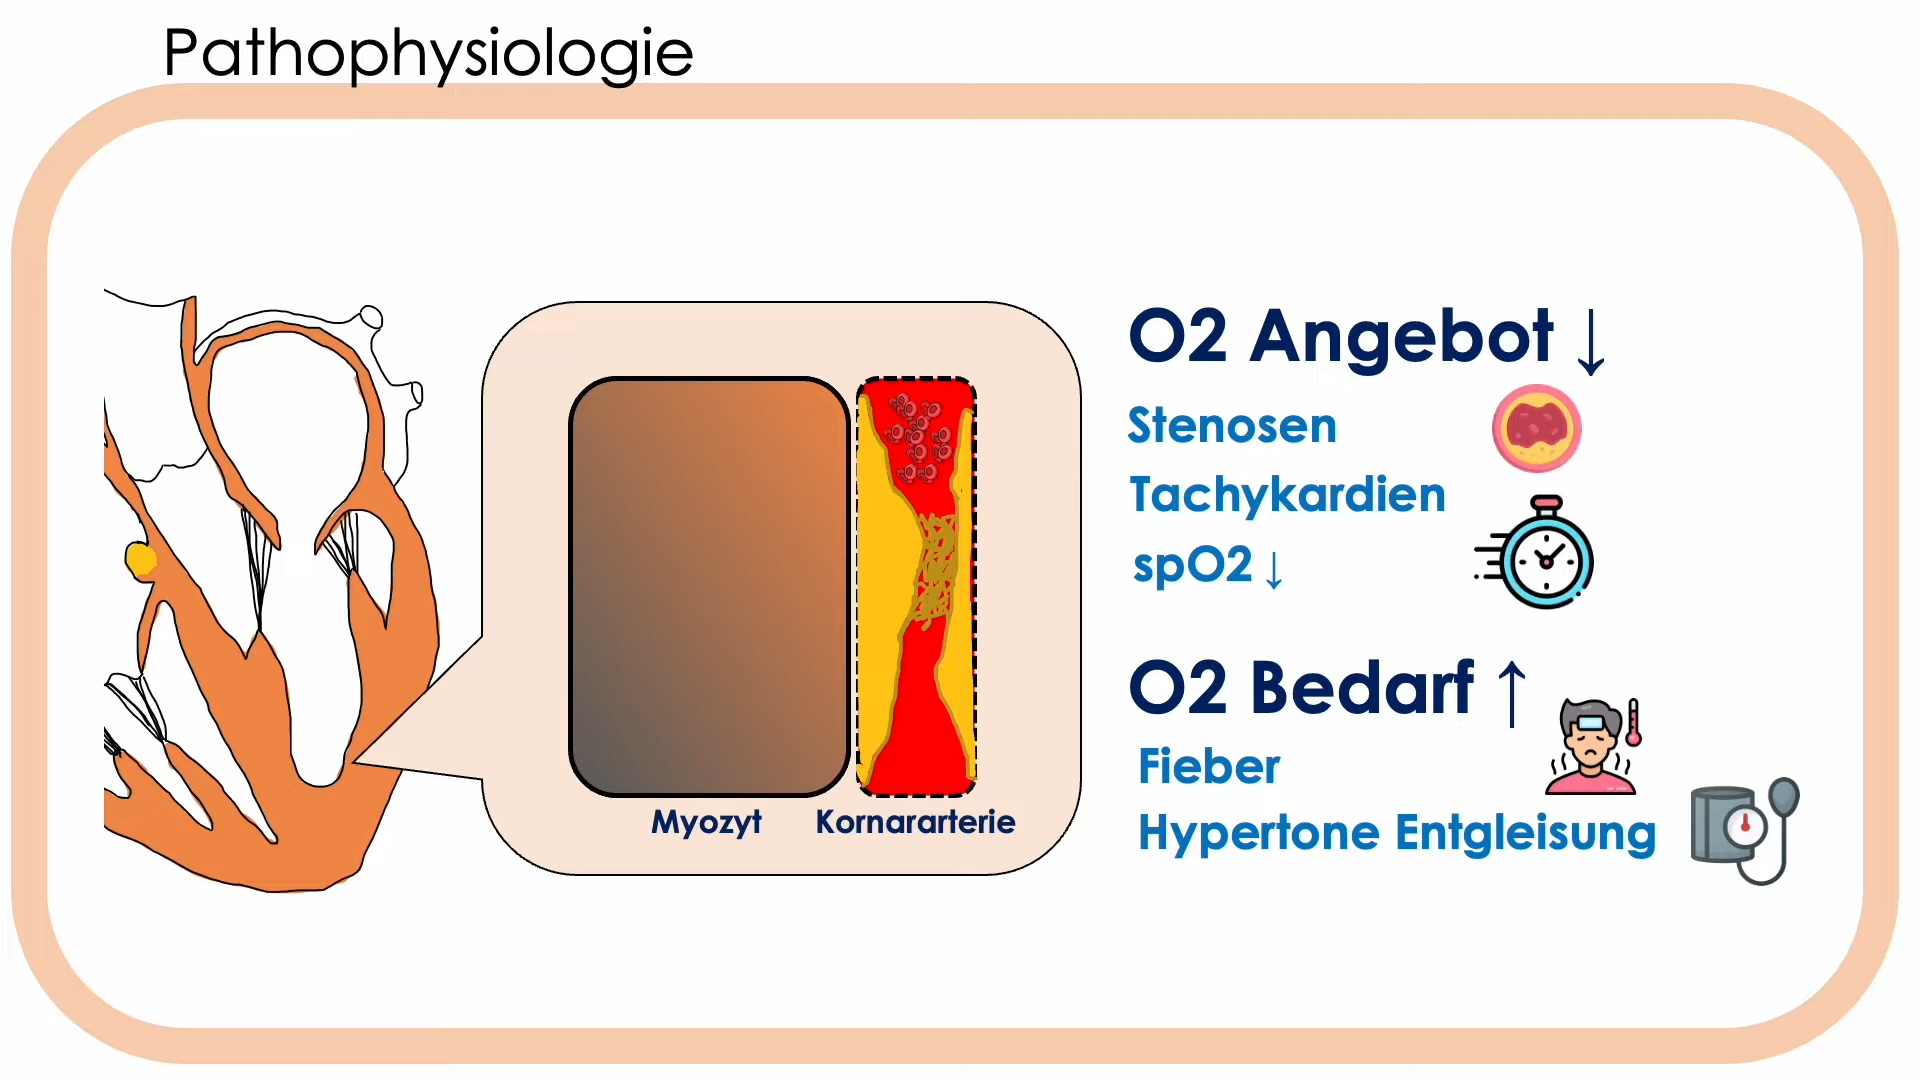 Pathophysiologie
O2 Angebot ↓
Stenosen
Tachykardien
spO2 ↓
O2 Bedarf ↑
Fieber
Hypertone Entgleisung
Myozyt
Kornararterie